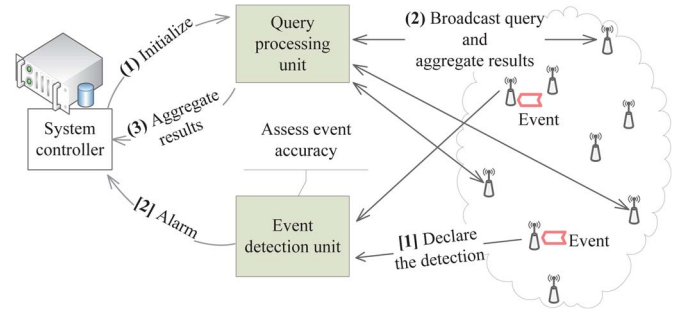 (1) Initialize
Query
processing
unit
(2) Broadcast query
and
aggregate results
Event
System
controller
(3) Aggregate
results
Assess event
accuracy
[2] Alarm
Event
detection unit
[1] Declare
the detection
Event